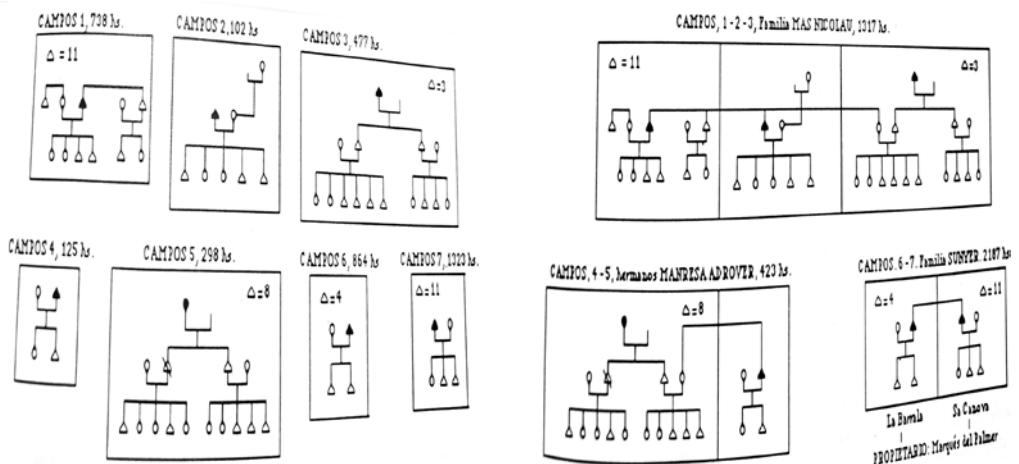 CAMPOS 1, 738 hs.
△ = 11
CAMPOS 2, 102 hs
CAMPOS 3, 477 hs.
△=3
CAMPOS, 1-2-3, Familia MAS NICOLAU, 1317 hs.
△ = 11
△=3
CAMPOS 4, 125 hs.
CAMPOS 5, 298 hs.
△=8
CAMPOS 6, 864 hs
△=4
CAMPOS 7, 1323 hs.
△=11
CAMPOS, 4-5, hermanos MANRESA ADROVER, 423 hs.
△=8
CAMPOS. 6-7. Familia SUNYER. 2187 hs
△=4
△=11
La Barrala
Sa Canova
PROPIETARIO: Marqués del Palmer